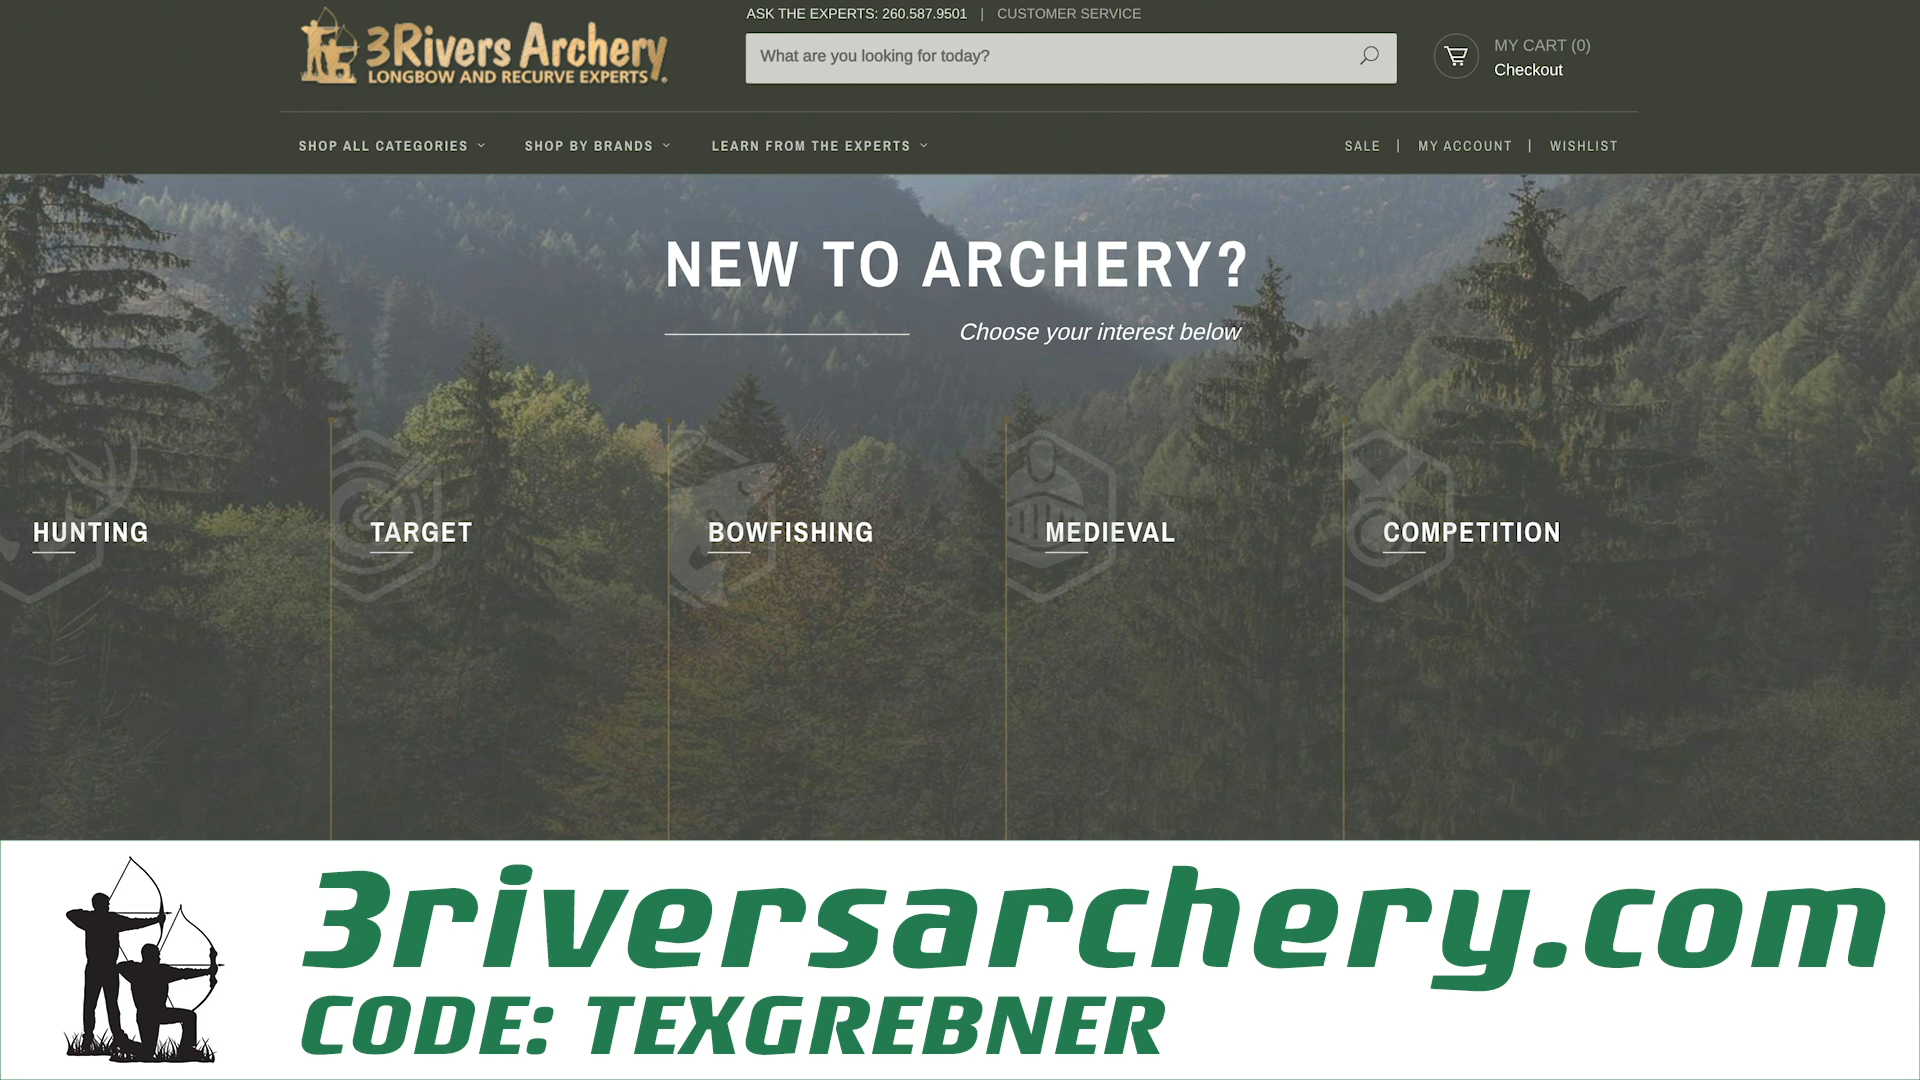 ASK THE EXPERTS: 260.587.9501 | CUSTOMER SERVICE
3Rivers Archery
LONGBOW AND RECURVE EXPERTS.
What are you looking for today?
MY CART (0)
Checkout
SHOP ALL CATEGORIES SHOP BY BRANDS LEARN FROM THE EXPERTS SALE | MY ACCOUNT | WISHLIST
NEW TO ARCHERY?
Choose your interest below
HUNTING TARGET BOWFISHING MEDIEVAL COMPETITION
3riversarchery.com
CODE: TEXGREBNER